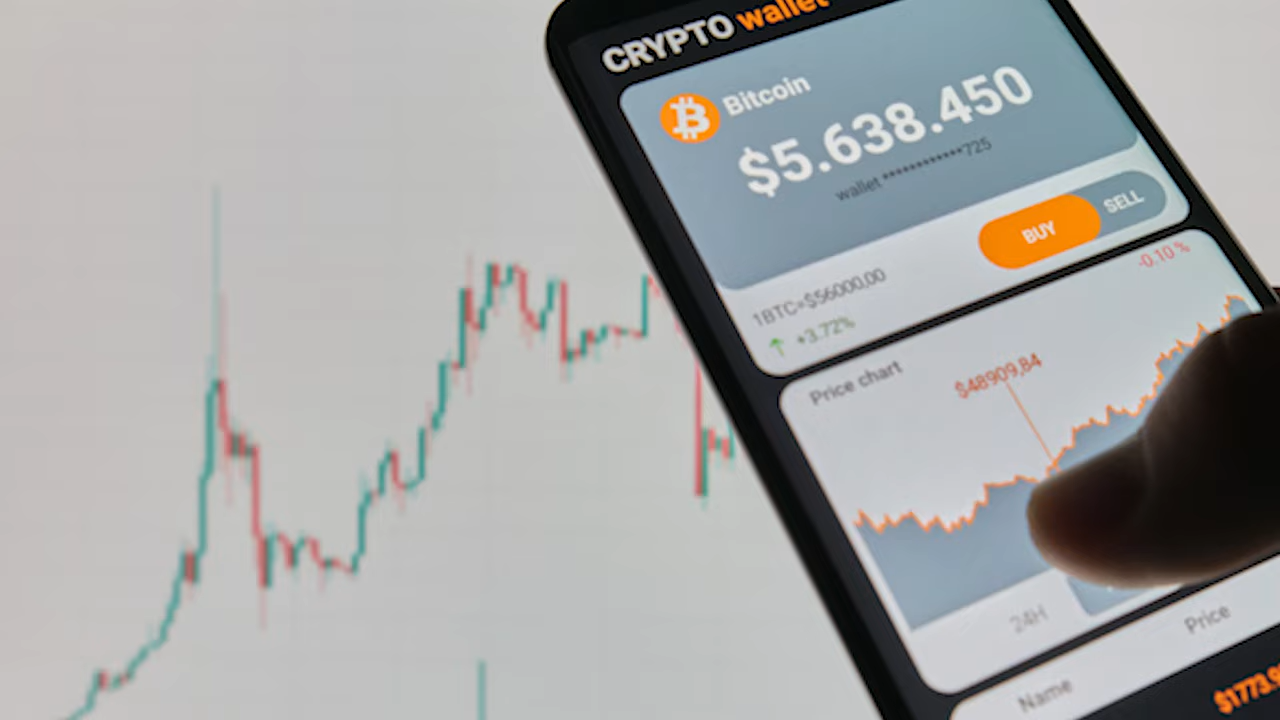 CRYPTO wallet
Bitcoin
$5.638.450
wallet ************725
BUY
SELL
1BTC=$56000,00
+3.72%
-0.10 %
Price chart
$48909,84
24H
Name
Price